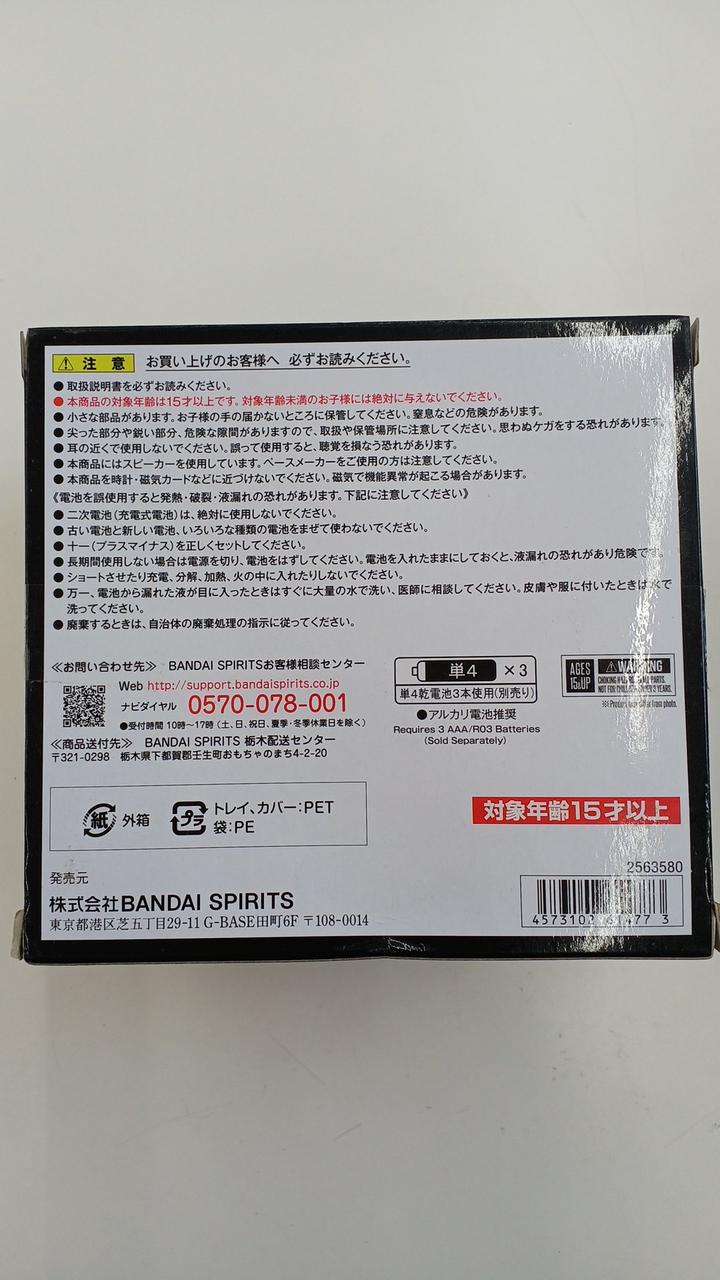 注 意 お買い上げのお客様へ 必ずお読みください。
●取扱説明書を必ずお読みください。
●本商品の対象年齢は15才以上です。対象年齢未満のお子様には絶対に与えないでください。
●小さな部品があります。お子様の手の届かないところに保管してください。窒息などの危険があります。
●尖った部分や鋭い部分、危険な隙間がありますので、取扱や保管場所に注意してください。思わぬケガをする恐れがあります。
●耳の近くで使用しないでください。誤って使用すると、聴覚を損なう恐れがあります。
●本商品にはスピーカーを使用しています。ペースメーカーをご使用の方は注意してください。
●本商品を時計・磁気カードなどに近づけないでください。磁気で機能異常が起こる場合があります。
《電池を誤使用すると発熱・破裂・液漏れの恐れがあります。下記に注意してください》
●二次電池(充電式電池)は、絶対に使用しないでください。
●古い電池と新しい電池、いろいろな種類の電池をまぜて使わないでください。
●+-(プラスマイナス)を正しくセットしてください。
●長期間使用しない場合は電源を切り、電池をはずしてください。電池を入れたままにしておくと、液漏れの恐れがあり危険です。
●ショートさせたり充電、分解、加熱、火の中に入れたりしないでください。
●万一、電池から漏れた液が目に入ったときはすぐに大量の水で洗い、医師に相談してください。皮膚や服に付いたときは水で
洗ってください。
●廃棄するときは、自治体の廃棄処理の指示に従ってください。
≪お問い合わせ先≫ BANDAI SPIRITSお客様相談センター
Web http://support.bandaispirits.co.jp
ナビダイヤル 0570-078-001
●受付時間 10時〜17時(土、日、祝日、夏季・冬季休業日を除く)
≪商品送付先≫ BANDAI SPIRITS 栃木配送センター
〒321-0298 栃木県下都賀郡壬生町おもちゃのまち4-2-20
単4 ×3
単4乾電池3本使用(別売り)
●アルカリ電池推奨
Requires 3 AAA/R03 Batteries
(Sold Separately)
AGES
15&UP
WARNING
CHOKING HAZARD
PARTS.
NOT FOR CHILDREN UNDER 3 YEARS.
紙 外箱
プラ トレイ、カバー:PET
袋:PE
対象年齢15才以上
発売元
株式会社BANDAI SPIRITS
東京都港区芝五丁目29-11 G-BASE田町6F 〒108-0014
2563580